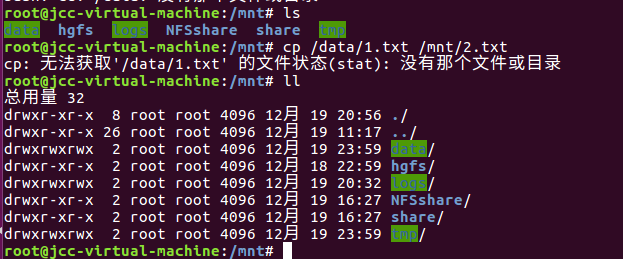 root@jcc-virtual-machine:/mnt# ls
data hgfs logs NFSshare share tmp
root@jcc-virtual-machine:/mnt# cp /data/1.txt /mnt/2.txt
cp: 无法获取'/data/1.txt' 的文件状态(stat): 没有那个文件或目录
root@jcc-virtual-machine:/mnt# ll
总用量 32
drwxr-xr-x 8 root root 4096 12月 19 20:56 ./
drwxr-xr-x 26 root root 4096 12月 19 11:17 ../
drwxrwxrwx 2 root root 4096 12月 19 23:59 data/
drwxr-xr-x 2 root root 4096 12月 18 22:59 hgfs/
drwxrwxrwx 2 root root 4096 12月 19 20:32 logs/
drwxr-xr-x 2 root root 4096 12月 19 16:27 NFSshare/
drwxr-xr-x 2 root root 4096 12月 19 16:27 share/
drwxrwxrwx 2 root root 4096 12月 19 23:59 tmp/
root@jcc-virtual-machine:/mnt#